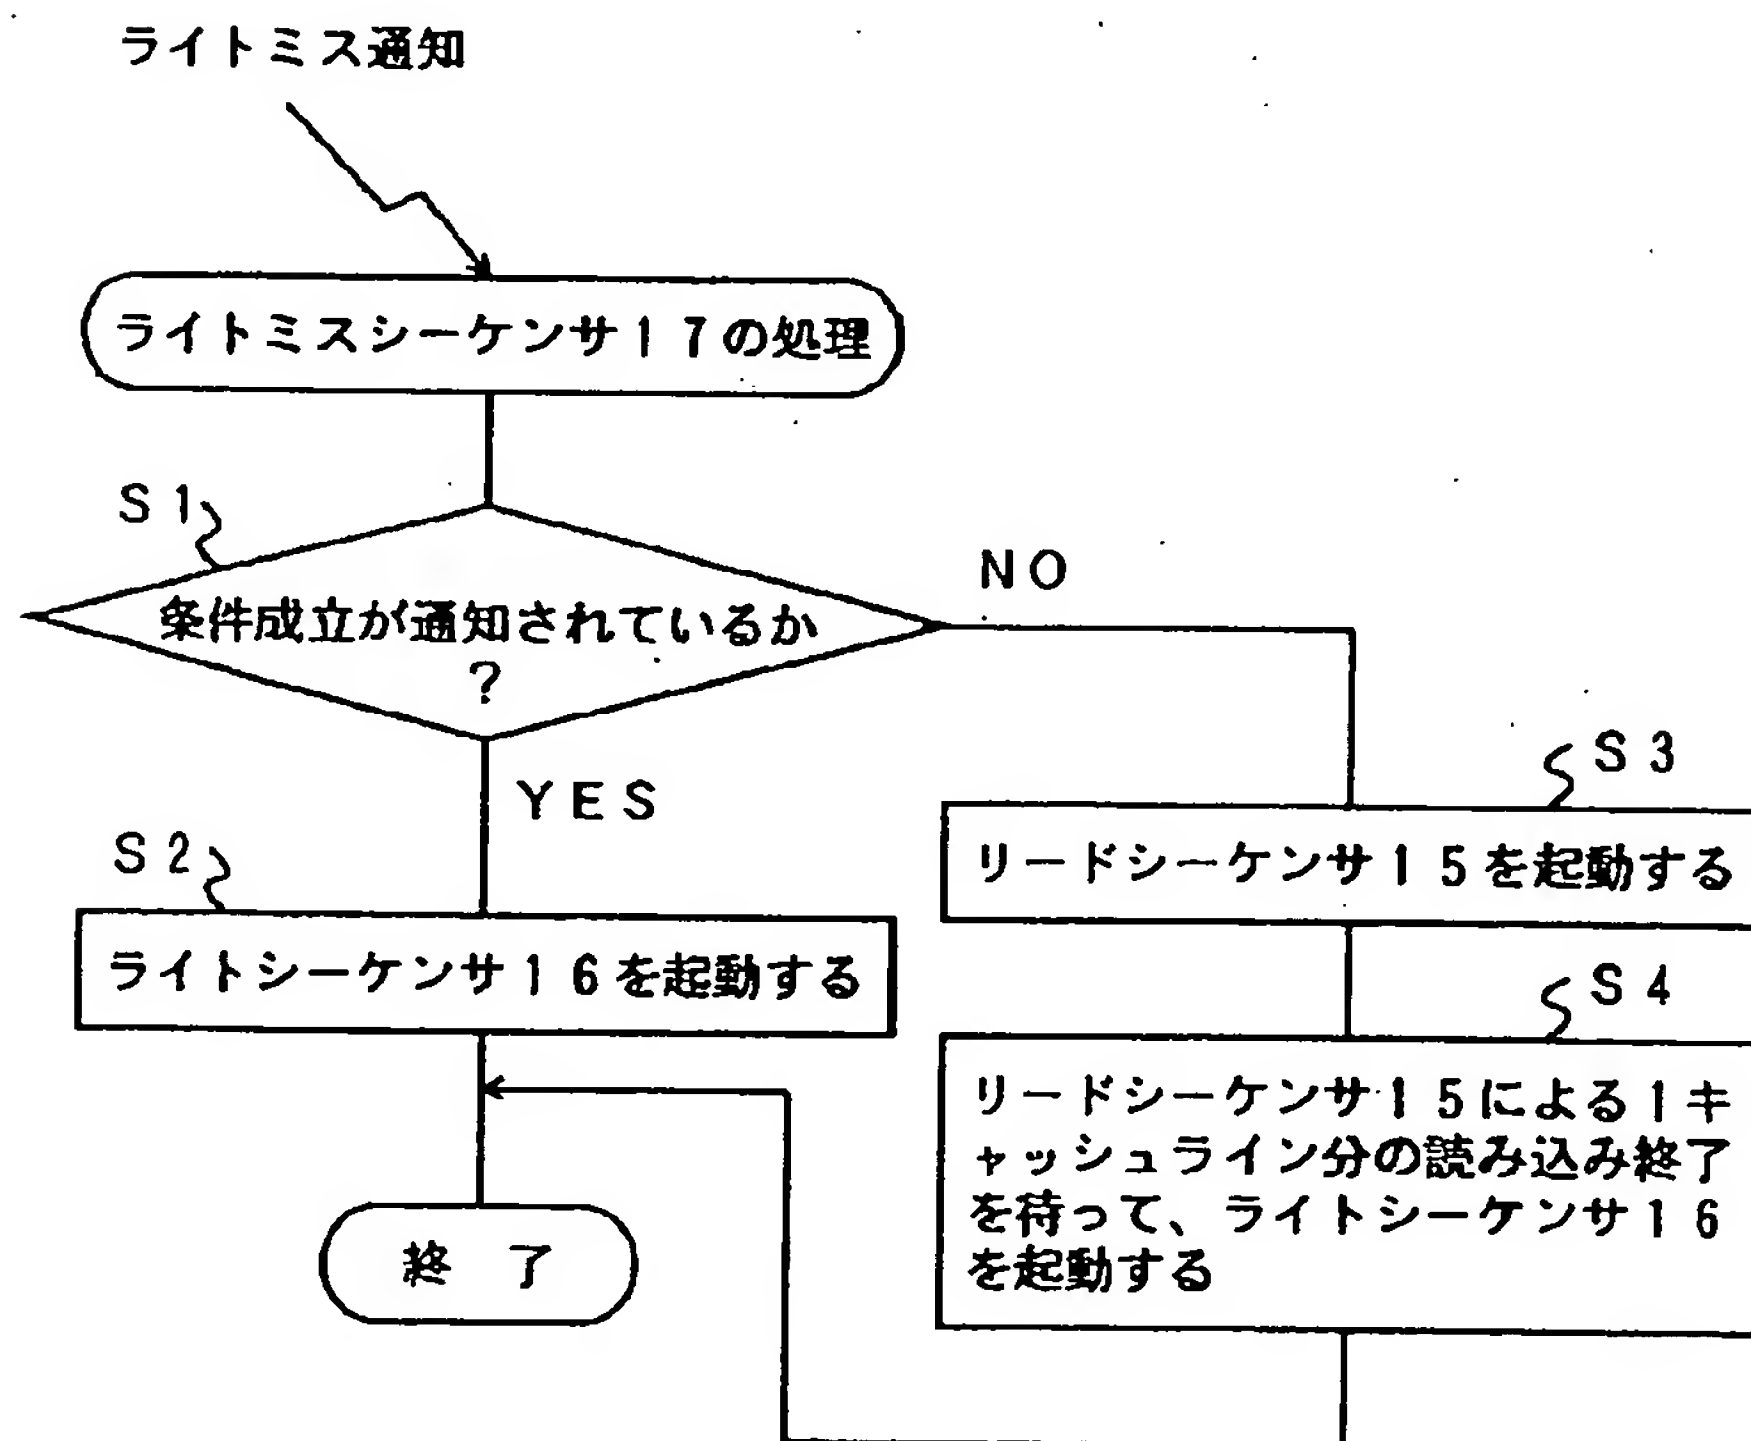 ライトミス通知
ライトミスシーケンサ17の処理
S1
条件成立が通知されているか
?
NO
YES
S2
ライトシーケンサ16を起動する
S3
リードシーケンサ15を起動する
S4
リードシーケンサ15による1キ
ャッシュライン分の読み込み終了
を待って、ライトシーケンサ16
を起動する
終 了